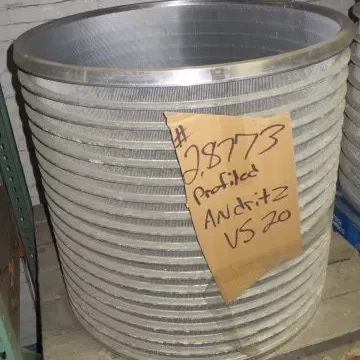 #
28773
Profiled
ANdritz
VS 20